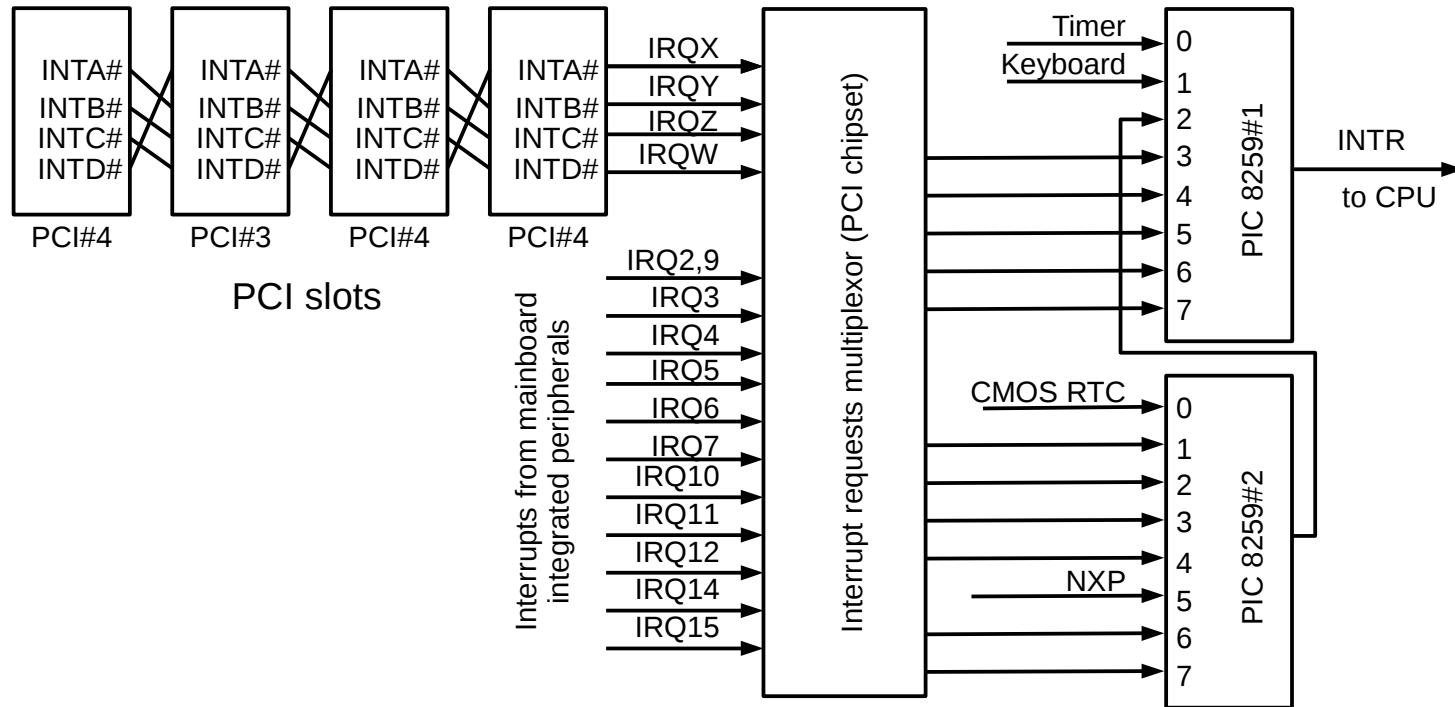 INTA#
INTB#
INTC#
INTD#
PCI#4
INTA#
INTB#
INTC#
INTD#
PCI#3
INTA#
INTB#
INTC#
INTD#
PCI#4
INTA#
INTB#
INTC#
INTD#
PCI#4
PCI slots
IRQX
IRQY
IRQZ
IRQW
Interrupts from mainboard
integrated peripherals
IRQ2,9
IRQ3
IRQ4
IRQ5
IRQ6
IRQ7
IRQ10
IRQ11
IRQ12
IRQ14
IRQ15
Interrupt requests multiplexor (PCI chipset)
Timer
Keyboard
0
1
2
3
4
5
6
7
PIC 8259#1
INTR
to CPU
CMOS RTC
NXP
0
1
2
3
4
5
6
7
PIC 8259#2